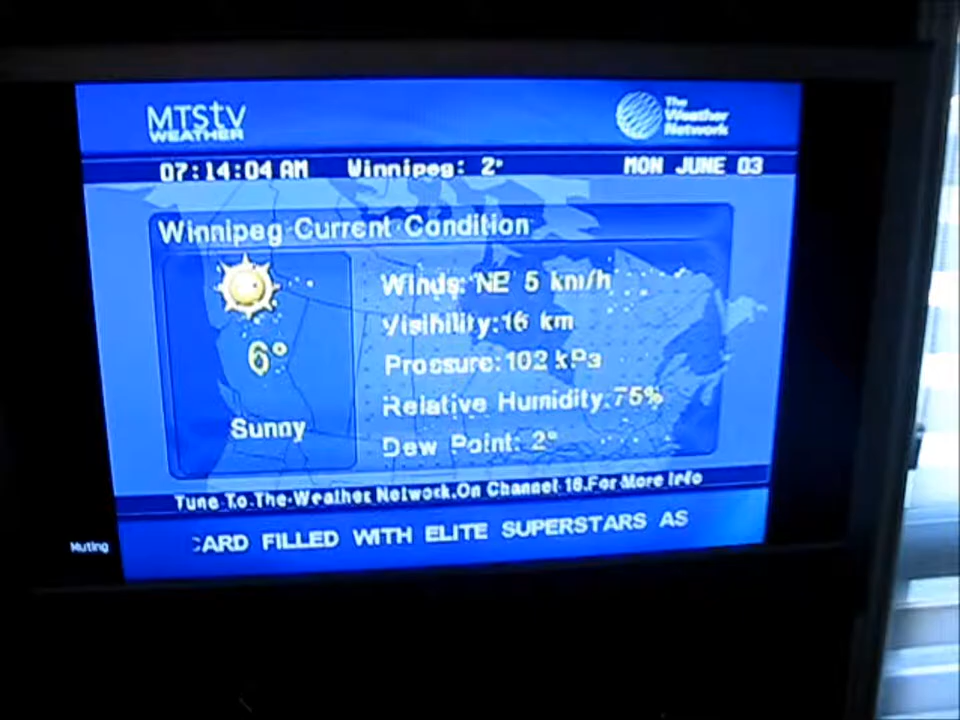 MTStv
WEATHER
The
Weather
Network
07:14:04 AM Winnipeg: 2° MON JUNE 03
Winnipeg Current Condition
6°
Sunny
Winds: NE 5 km/h
Visibility:16 km
Pressure:102 kPa
Relative Humidity:75%
Dew Point: 2°
Tune To The Weather Network On Channel 16 For More Info
ARD FILLED WITH ELITE SUPERSTARS AS
Muting